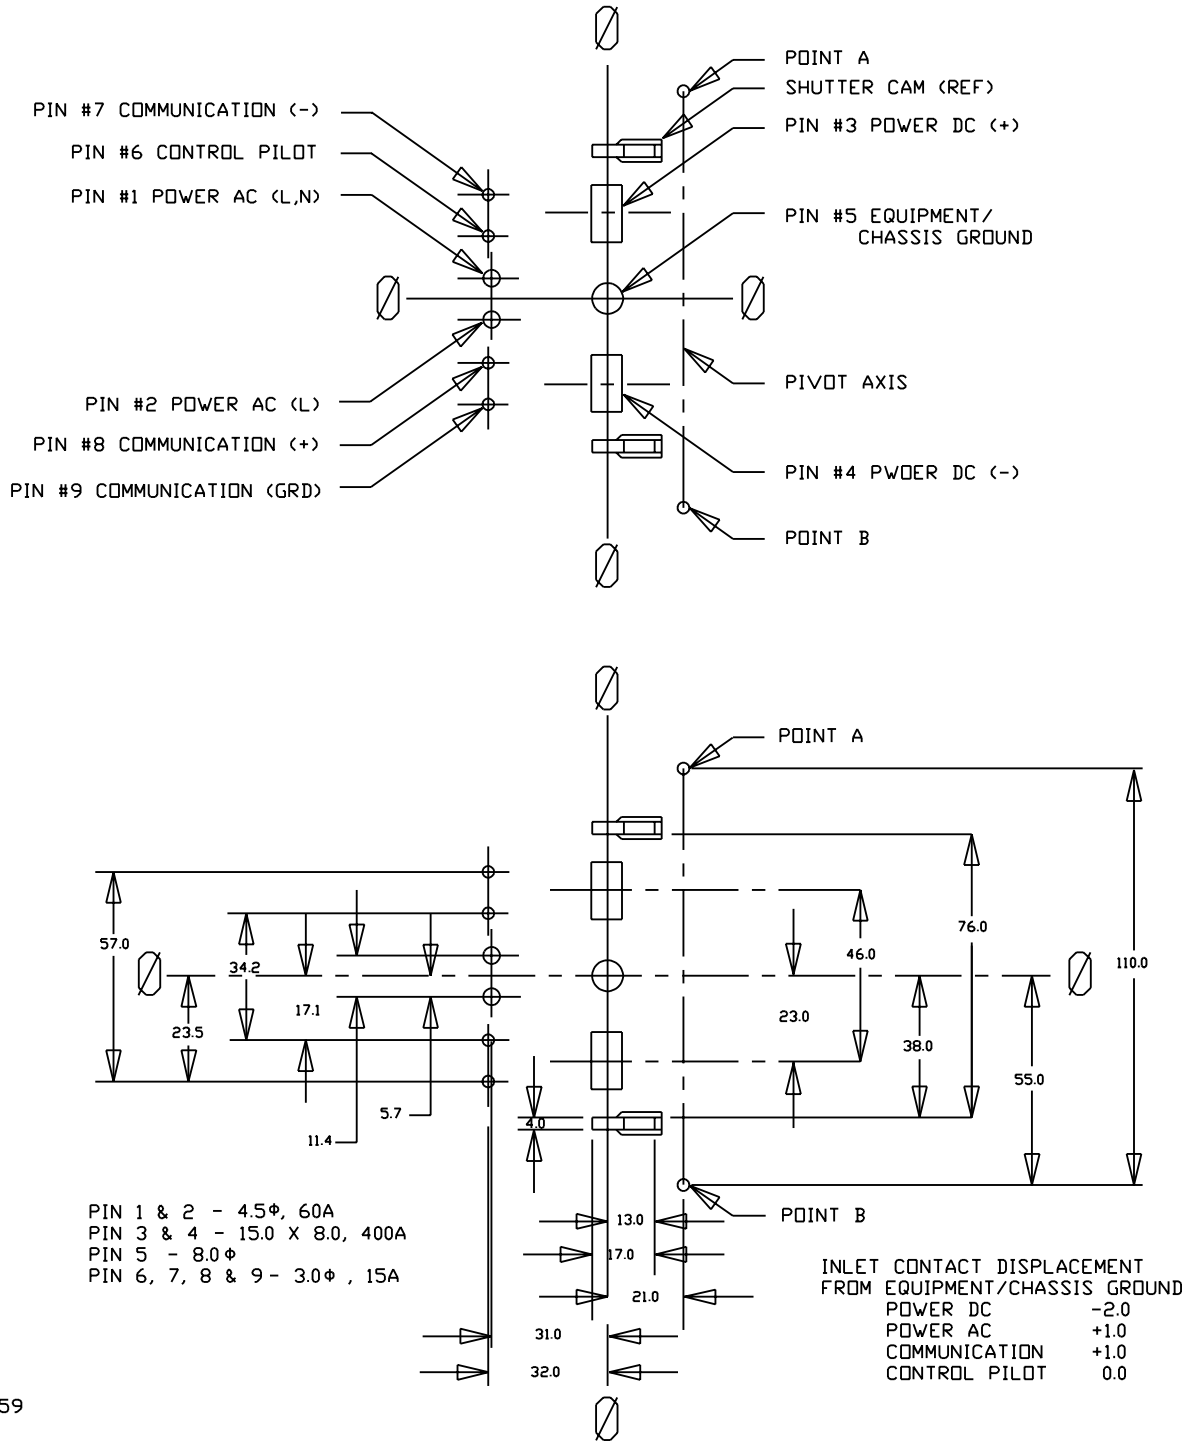 POINT A
SHUTTER CAM (REF)
PIN #3 POWER DC (+)
PIN #7 COMMUNICATION (-)
PIN #6 CONTROL PILOT
PIN #1 POWER AC (L,N)
PIN #5 EQUIPMENT/
CHASSIS GROUND
PIVOT AXIS
PIN #2 POWER AC (L)
PIN #8 COMMUNICATION (+)
PIN #9 COMMUNICATION (GRD)
PIN #4 PWOER DC (-)
POINT B
POINT A
57.0
34.2
23.5
17.1
5.7
11.4
4.0
76.0
46.0
110.0
23.0
38.0
55.0
PIN 1 & 2 - 4.5Φ, 60A
PIN 3 & 4 - 15.0 X 8.0, 400A
PIN 5 - 8.0Φ
PIN 6, 7, 8 & 9 - 3.0Φ , 15A
13.0
17.0
21.0
31.0
32.0
POINT B
INLET CONTACT DISPLACEMENT
FROM EQUIPMENT/CHASSIS GROUND
POWER DC -2.0
POWER AC +1.0
COMMUNICATION +1.0
CONTROL PILOT 0.0
59